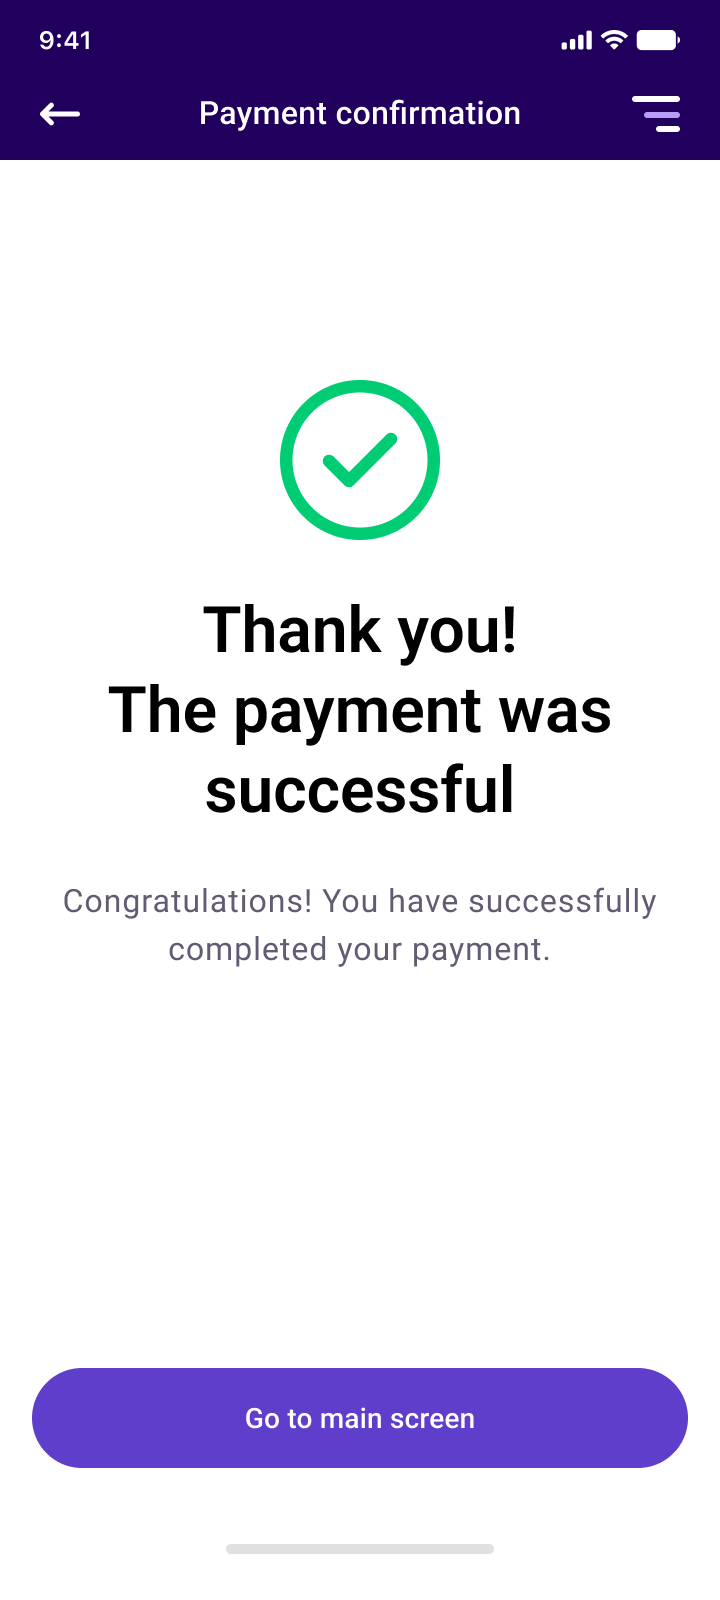 9:41
Payment confirmation
Thank you!
The payment was
successful
Congratulations! You have successfully
completed your payment.
Go to main screen